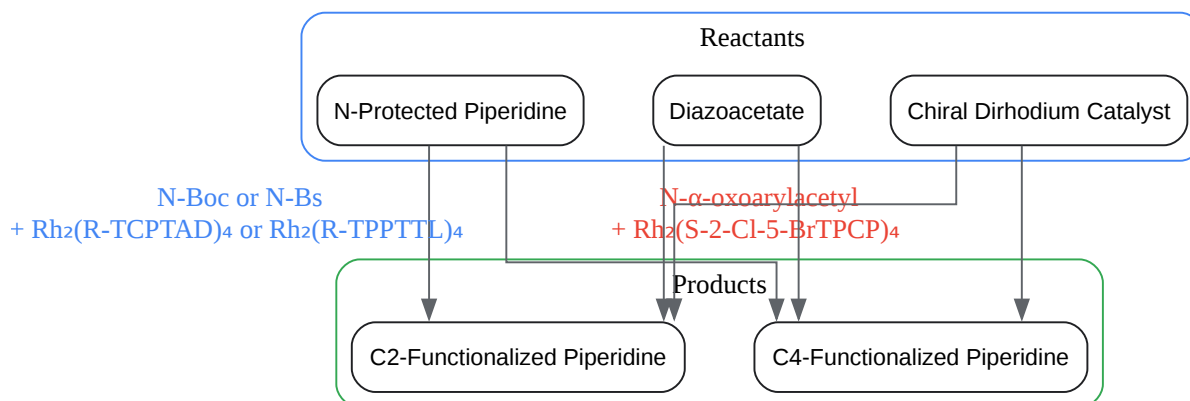 Reactants
N-Protected Piperidine
Diazoacetate
Chiral Dirhodium Catalyst
N-Boc or N-Bs
+ Rh₂(R-TCPTAD)₄ or Rh₂(R-TPPTTL)₄
N-α-oxoarylacetyl
+ Rh₂(S-2-Cl-5-BrTPCP)₄
Products
C2-Functionalized Piperidine
C4-Functionalized Piperidine